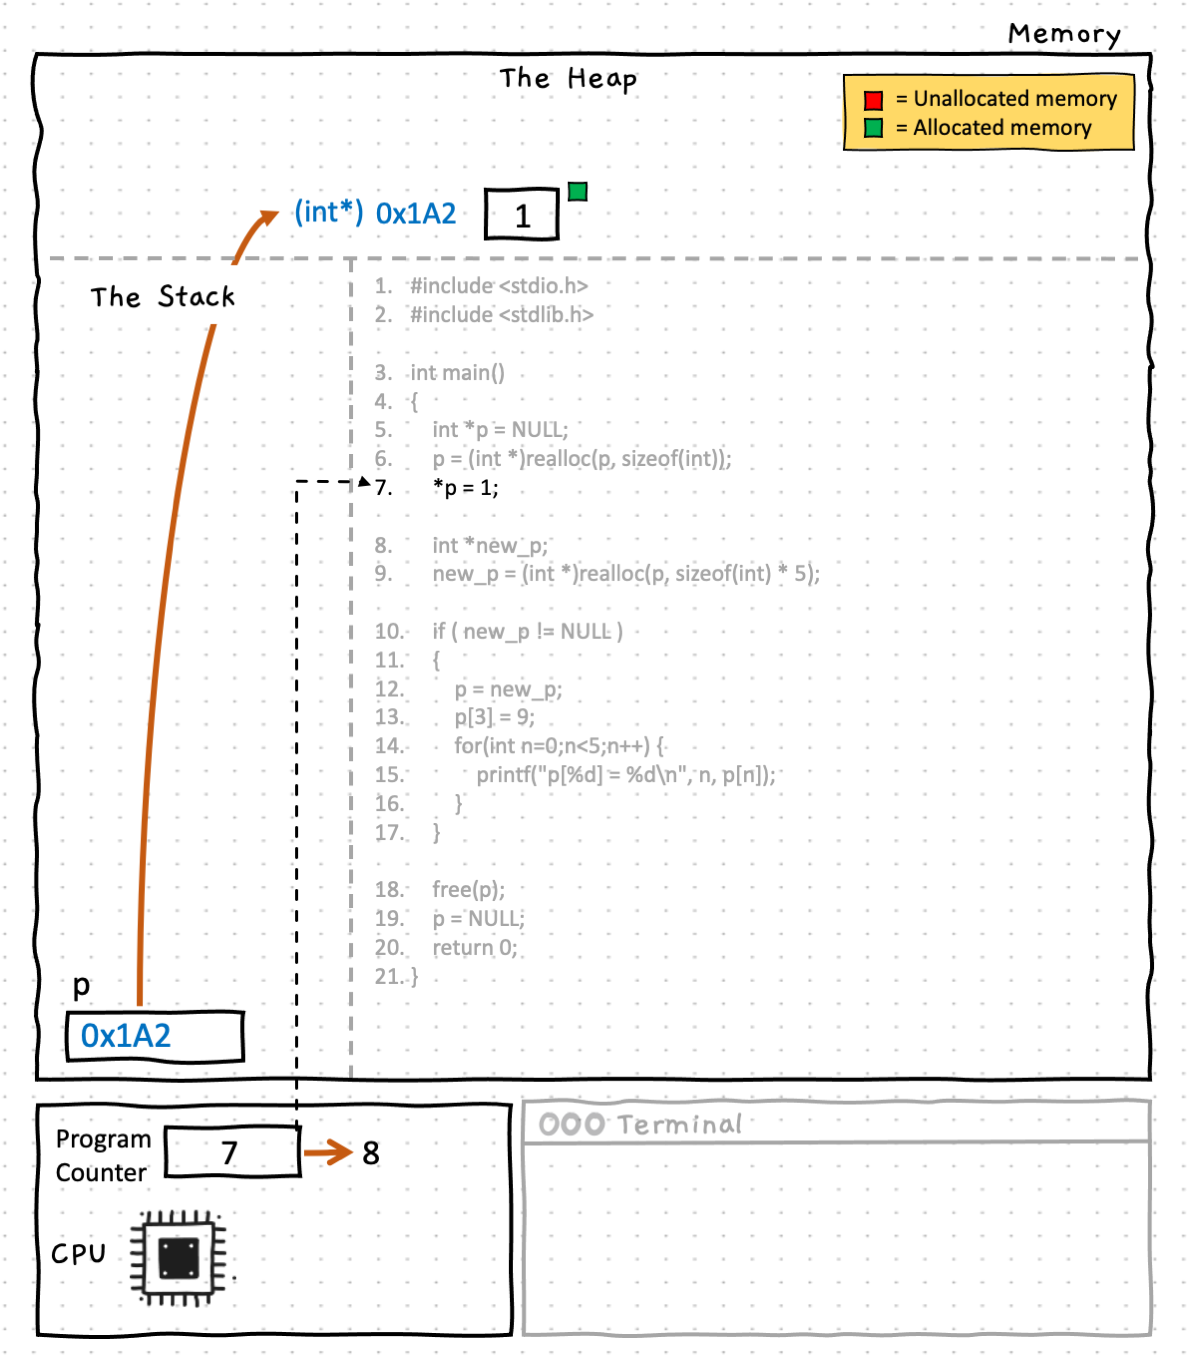 Memory
The Heap
= Unallocated memory
= Allocated memory
(int*) 0x1A2 1
The Stack
1. #include <stdio.h>
2. #include <stdlib.h>
3. int main()
4. {
5. int *p = NULL;
6. p = (int *)realloc(p, sizeof(int));
7. *p = 1;
8. int *new_p;
9. new_p = (int *)realloc(p, sizeof(int) * 5);
10. if ( new_p != NULL )
11. {
12. p = new_p;
13. p[3] = 9;
14. for(int n=0;n<5;n++) {
15. printf("p[%d] = %d\n", n, p[n]);
16. }
17. }
18. free(p);
19. p = NULL;
20. return 0;
21. }
p
0x1A2
Program
Counter
7 8
CPU
Terminal